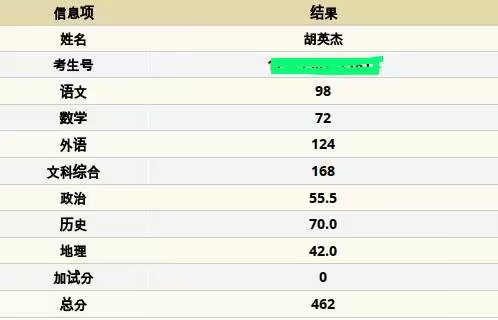 信息项 结果
姓名 胡英杰
考生号
语文 98
数学 72
外语 124
文科综合 168
政治 55.5
历史 70.0
地理 42.0
加试分 0
总分 462